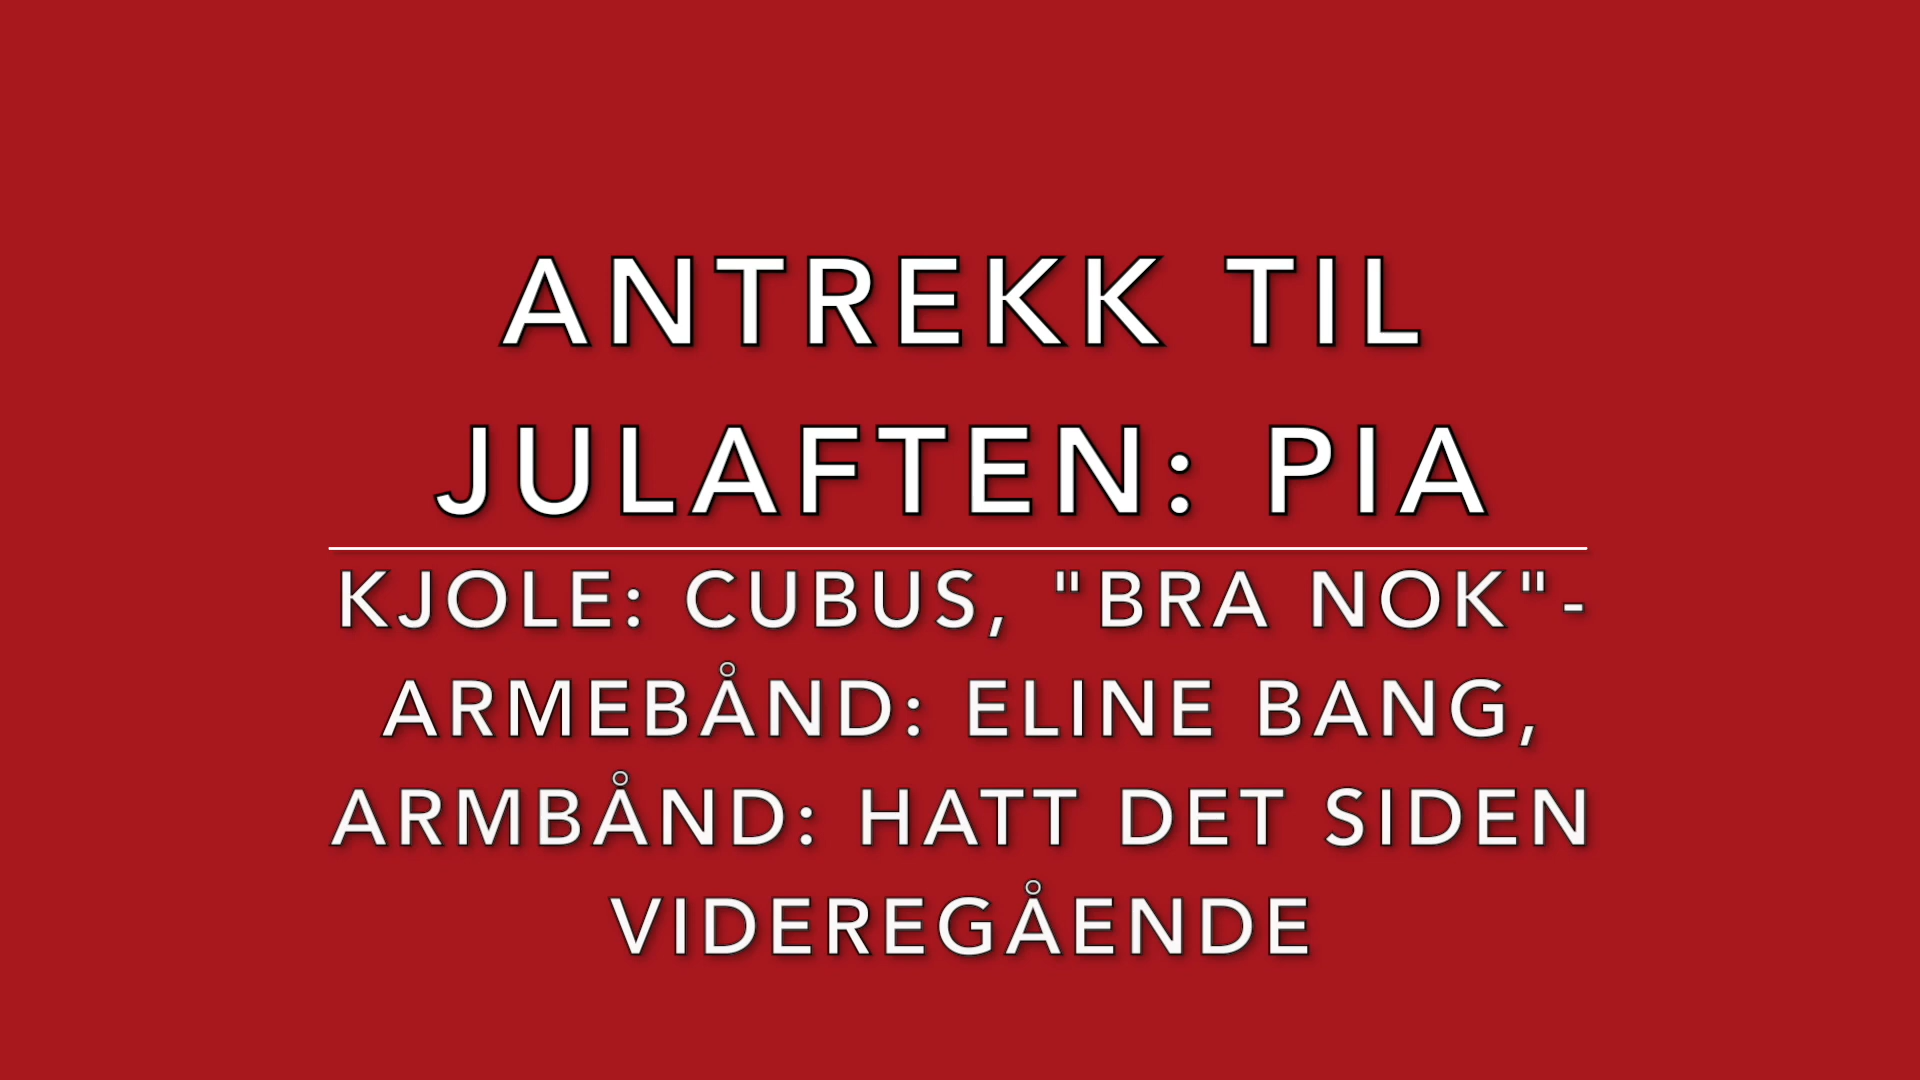 ANTREKK TIL
JULAFTEN: PIA
KJOLE: CUBUS, "BRA NOK"-
ARMEBÅND: ELINE BANG,
ARMBÅND: HATT DET SIDEN
VIDEREGÅENDE